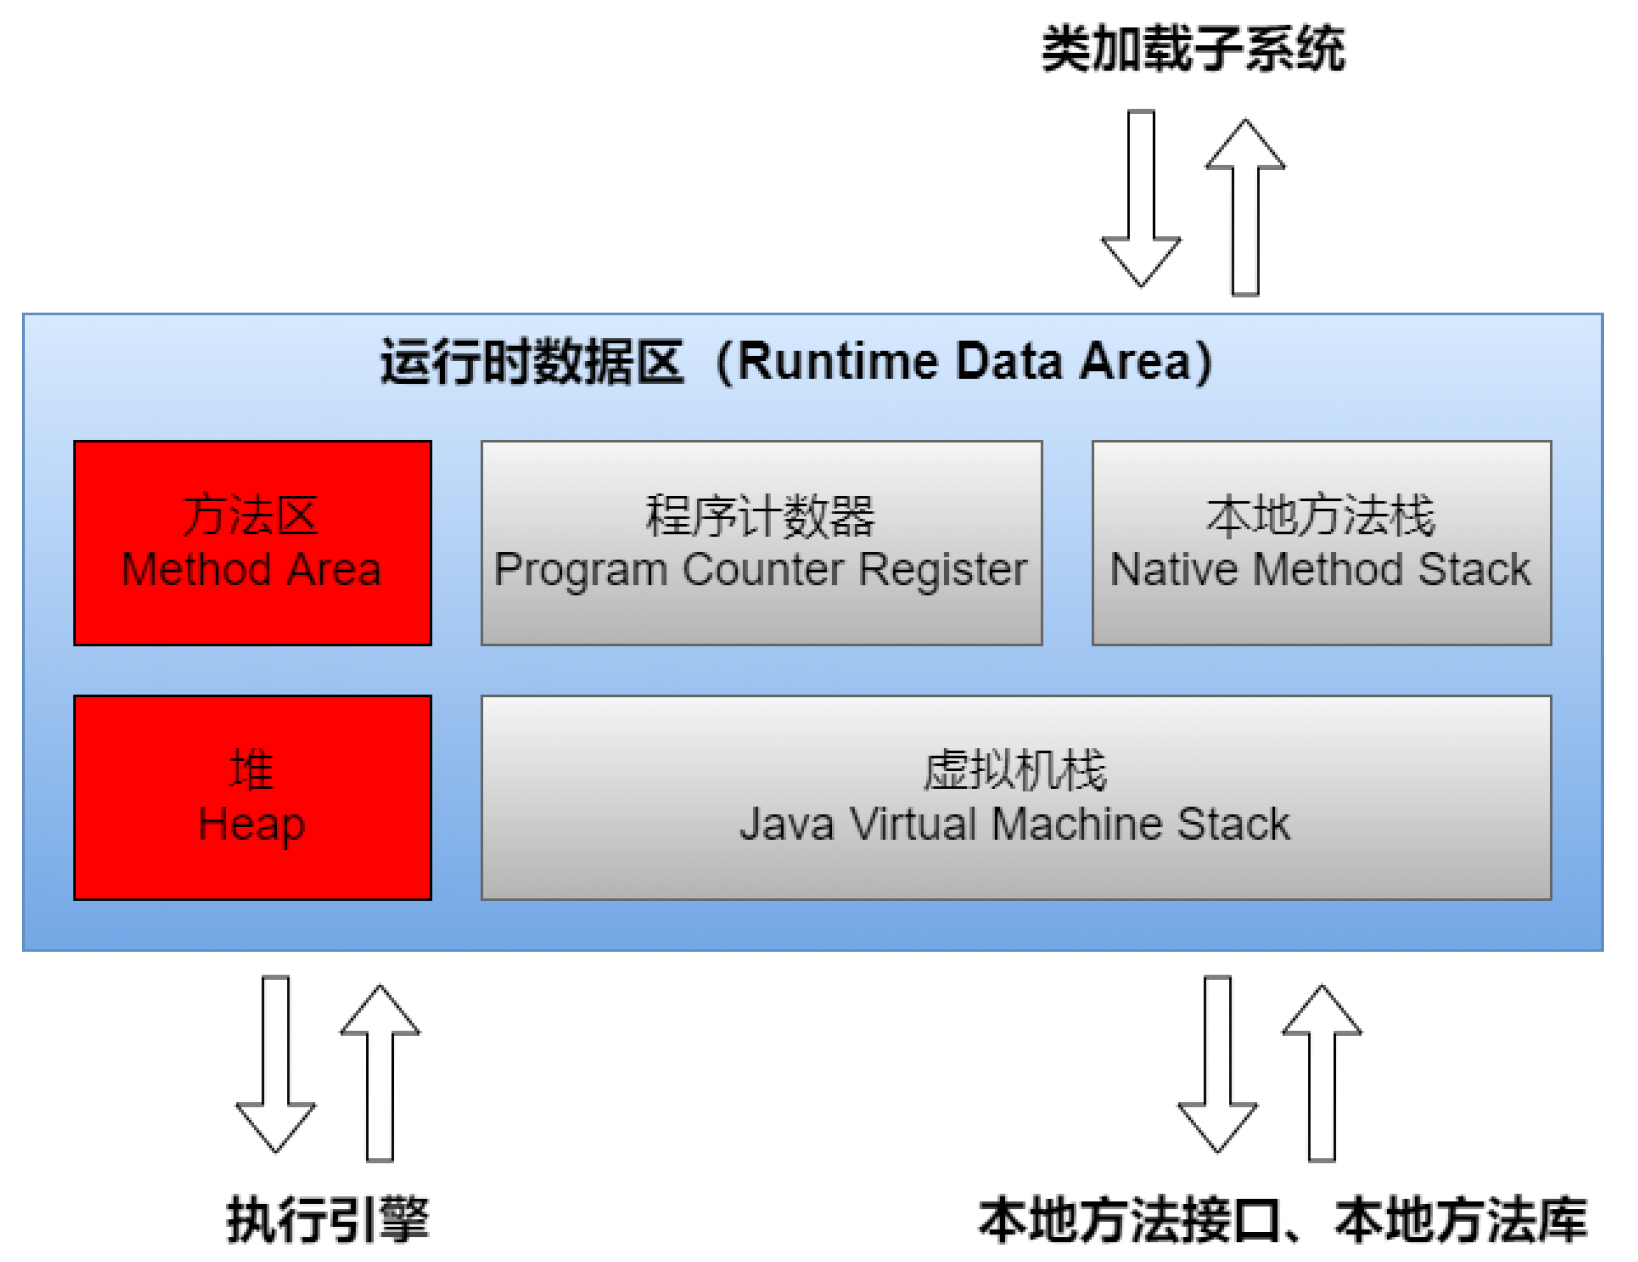 类加载子系统
运行时数据区（Runtime Data Area）
方法区
Method Area
程序计数器
Program Counter Register
本地方法栈
Native Method Stack
堆
Heap
虚拟机栈
Java Virtual Machine Stack
执行引擎
本地方法接口、本地方法库